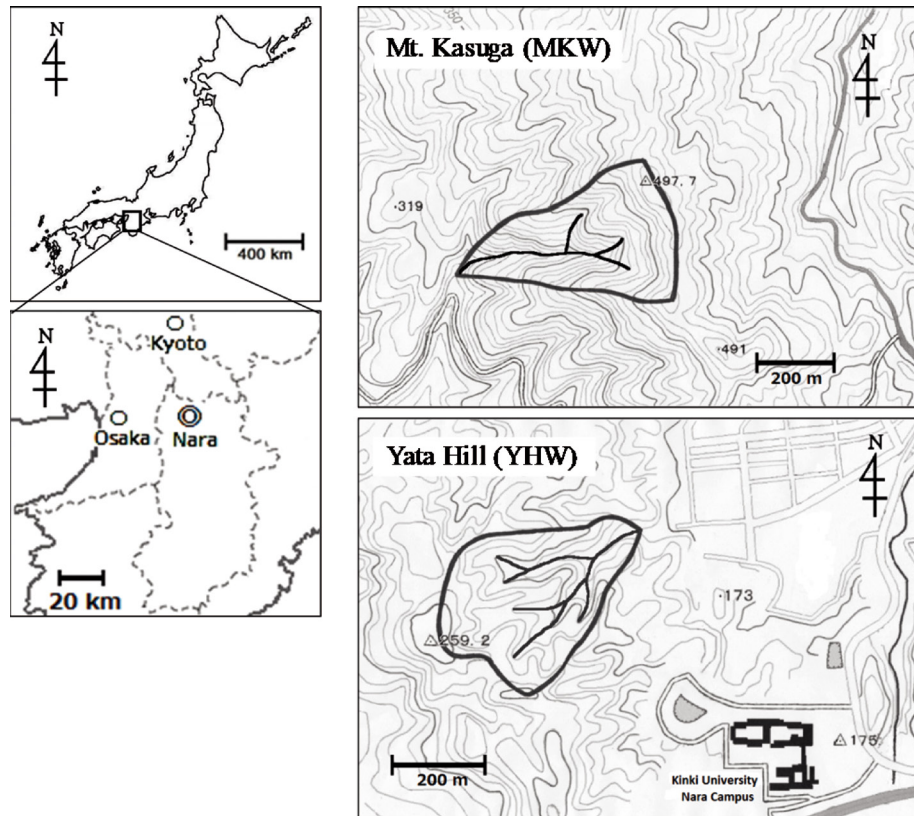 N
400 km
N
Kyoto
Osaka
Nara
20 km
350
Mt. Kasuga (MKW)
N
497. 7
·319
·491
200 m
Yata Hill (YHW)
N
·173
259. 2
175
200 m
Kinki University
Nara Campus